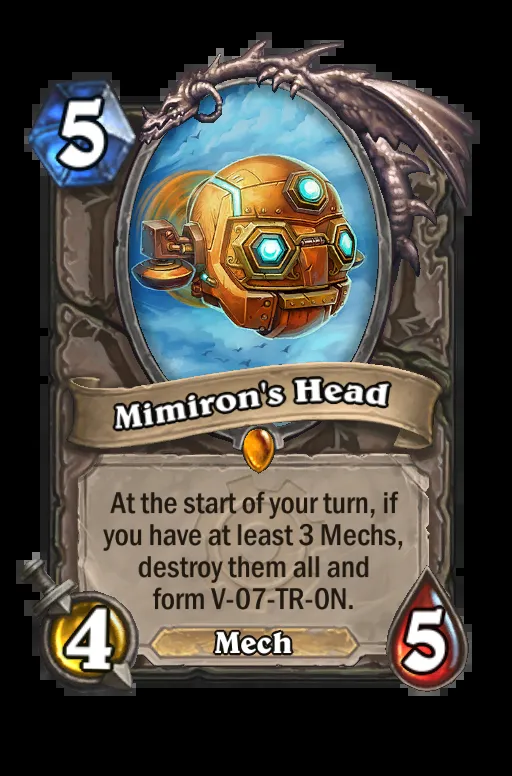 5
Mimiron's Head
At the start of your turn, if
you have at least 3 Mechs,
destroy them all and
form V-07-TR-0N.
4
Mech
5